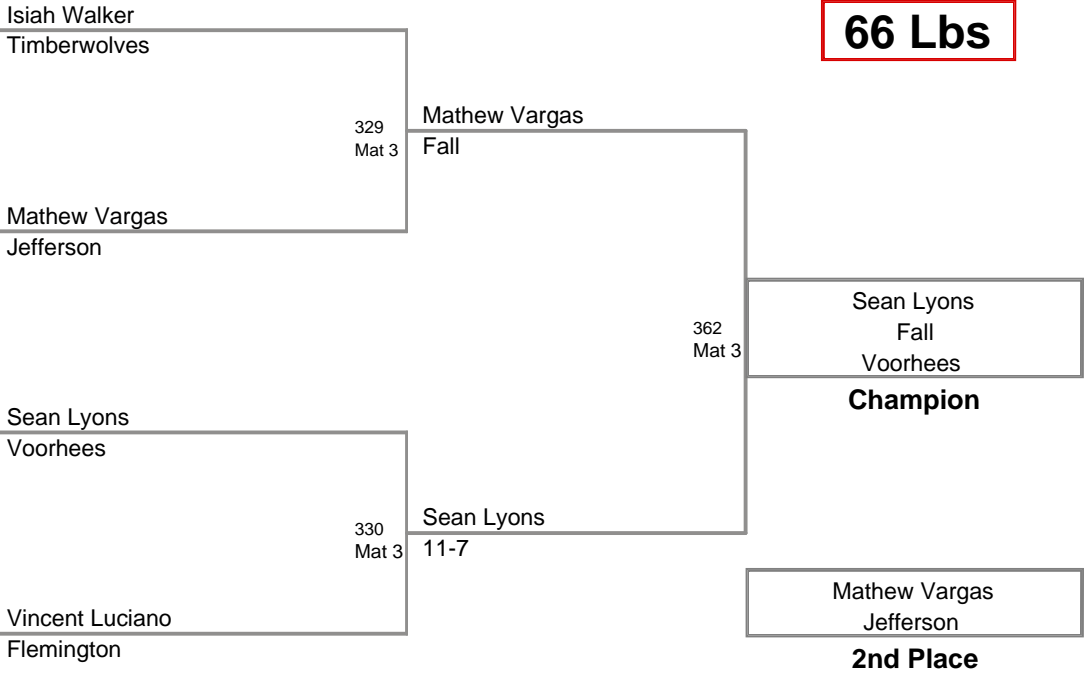 Isiah Walker
Timberwolves
66 Lbs
329
Mat 3
Mathew Vargas
Fall
Mathew Vargas
Jefferson
362
Mat 3
Sean Lyons
Fall
Voorhees
Champion
Sean Lyons
Voorhees
330
Mat 3
Sean Lyons
11-7
Vincent Luciano
Flemington
Mathew Vargas
Jefferson
2nd Place